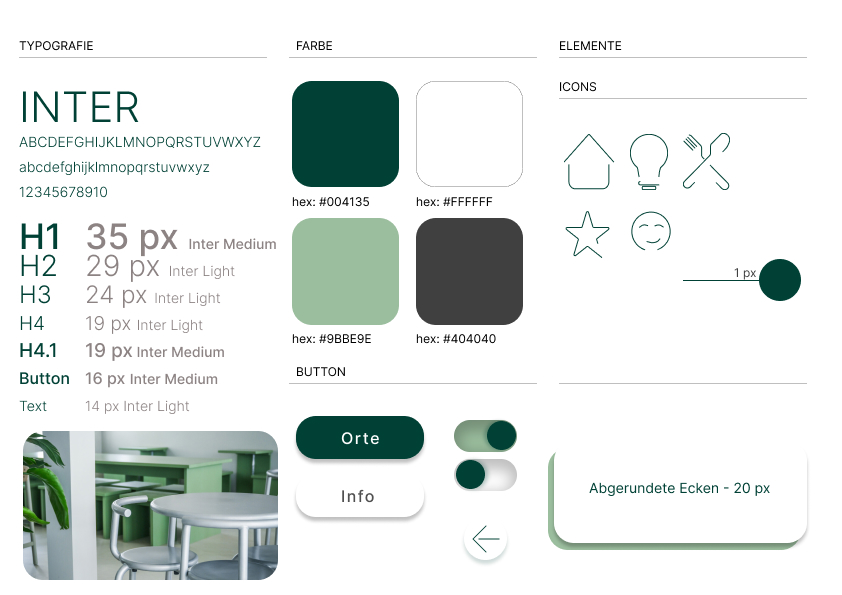 TYPOGRAFIE
INTER
ABCDEFGHIJKLMNOPQRSTUVWXYZ
abcdefghijklmnopqrstuvwxyz
12345678910
H1 35 px Inter Medium
H2 29 px Inter Light
H3 24 px Inter Light
H4 19 px Inter Light
H4.1 19 px Inter Medium
Button 16 px Inter Medium
Text 14 px Inter Light
FARBE
hex: #004135 hex: #FFFFFF
hex: #9BBE9E hex: #404040
BUTTON
Orte
Info
ELEMENTE
ICONS
1 px
Abgerundete Ecken - 20 px